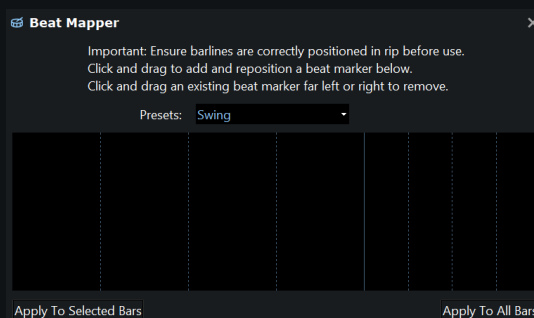 Beat Mapper
Important: Ensure barlines are correctly positioned in rip before use.
Click and drag to add and reposition a beat marker below.
Click and drag an existing beat marker far left or right to remove.
Presets: Swing
Apply To Selected Bars Apply To All Bars